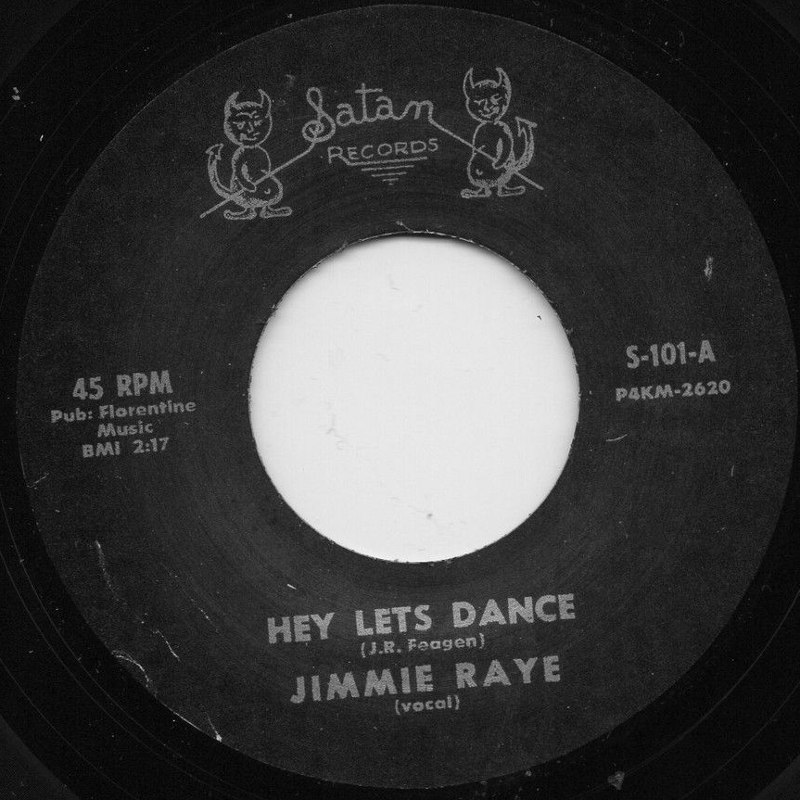 Satan
RECORDS
45 RPM
Pub: Florentine
Music
BMI 2:17
S-101-A
P4KM-2620
HEY LETS DANCE
(J.R. Feagen)
JIMMIE RAYE
(vocal)